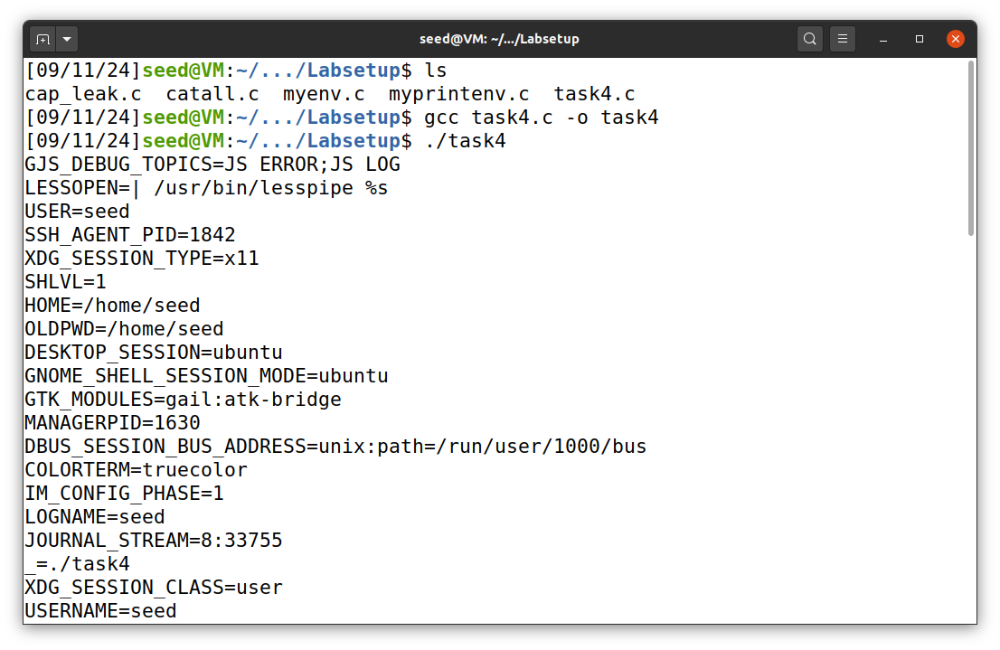 seed@VM: ~/.../Labsetup
[09/11/24]seed@VM:~/.../Labsetup$ ls
cap_leak.c  catall.c  myenv.c  myprintenv.c  task4.c
[09/11/24]seed@VM:~/.../Labsetup$ gcc task4.c -o task4
[09/11/24]seed@VM:~/.../Labsetup$ ./task4
GJS_DEBUG_TOPICS=JS ERROR;JS LOG
LESSOPEN=| /usr/bin/lesspipe %s
USER=seed
SSH_AGENT_PID=1842
XDG_SESSION_TYPE=x11
SHLVL=1
HOME=/home/seed
OLDPWD=/home/seed
DESKTOP_SESSION=ubuntu
GNOME_SHELL_SESSION_MODE=ubuntu
GTK_MODULES=gail:atk-bridge
MANAGERPID=1630
DBUS_SESSION_BUS_ADDRESS=unix:path=/run/user/1000/bus
COLORTERM=truecolor
IM_CONFIG_PHASE=1
LOGNAME=seed
JOURNAL_STREAM=8:33755
_=./task4
XDG_SESSION_CLASS=user
USERNAME=seed